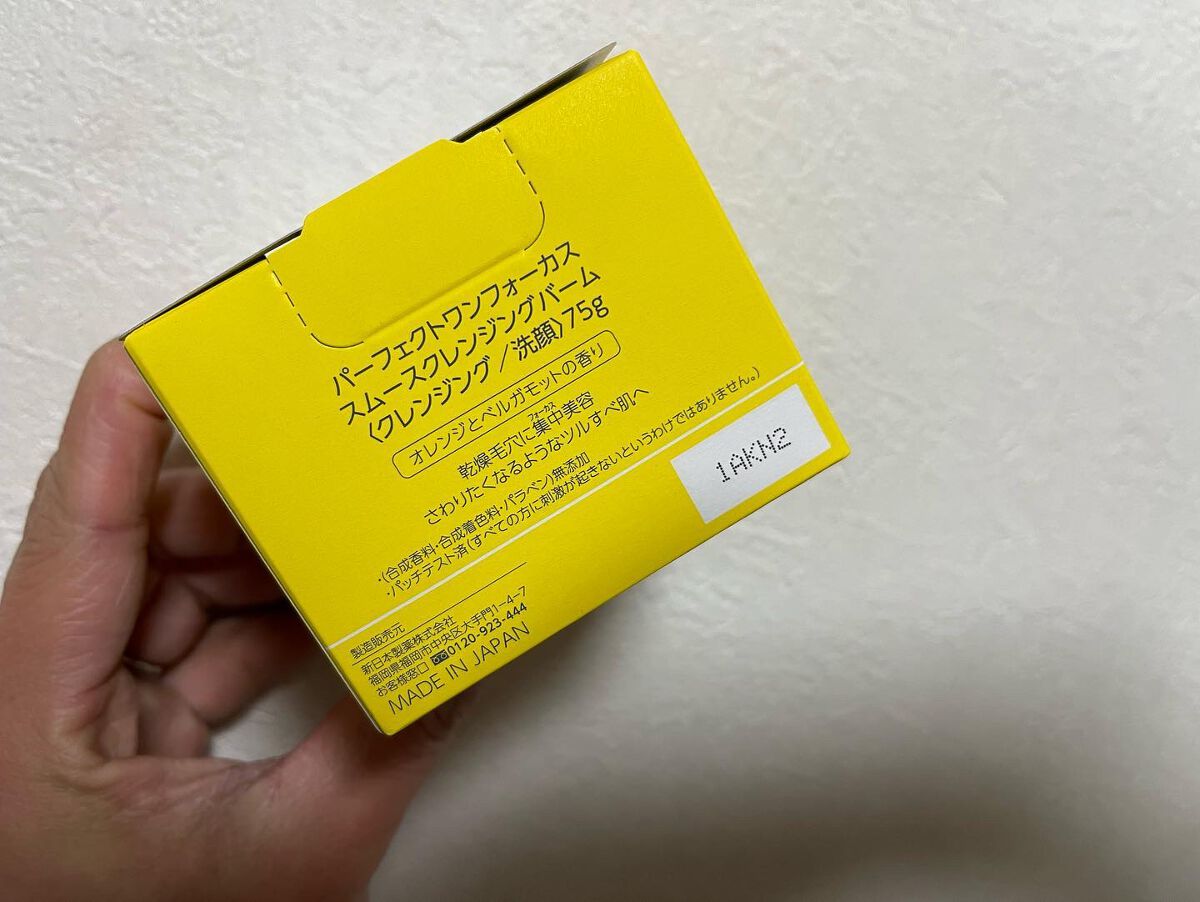 パーフェクトワンフォーカス
スムースクレンジングバーム
〈クレンジング/洗顔〉75g
オレンジとベルガモットの香り
フォーカス
乾燥毛穴に集中美容
さわりたくなるようなツルすべ肌へ
・(合成香料・合成着色料・パラベン)無添加
・パッチテスト済(すべての方に刺激が起きないというわけではありません。)
1AKN2
製造販売元
新日本製薬株式会社
福岡県福岡市中央区大手門1-4-7
お客様窓口 0120-923-444
MADE IN JAPAN